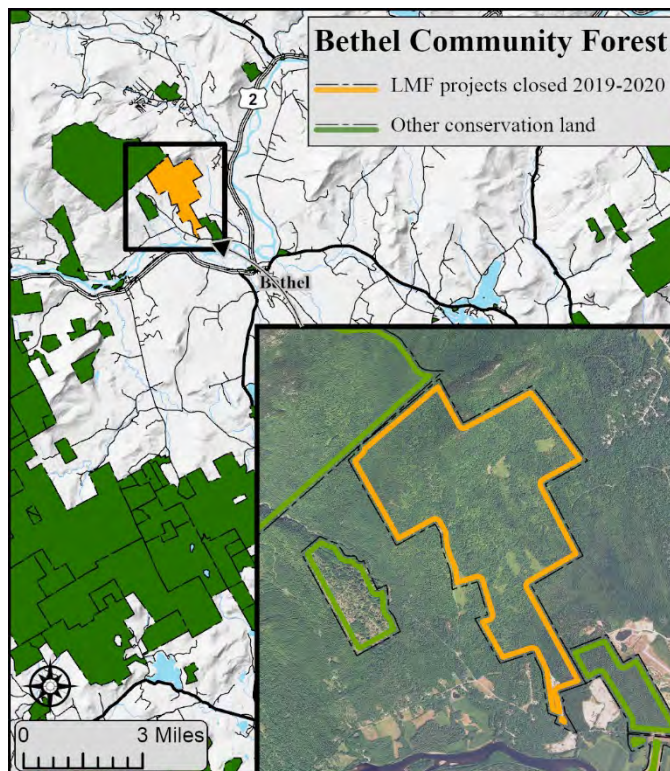 Bethel Community Forest
LMF projects closed 2019-2020
Other conservation land
2
Bethel
0 3 Miles